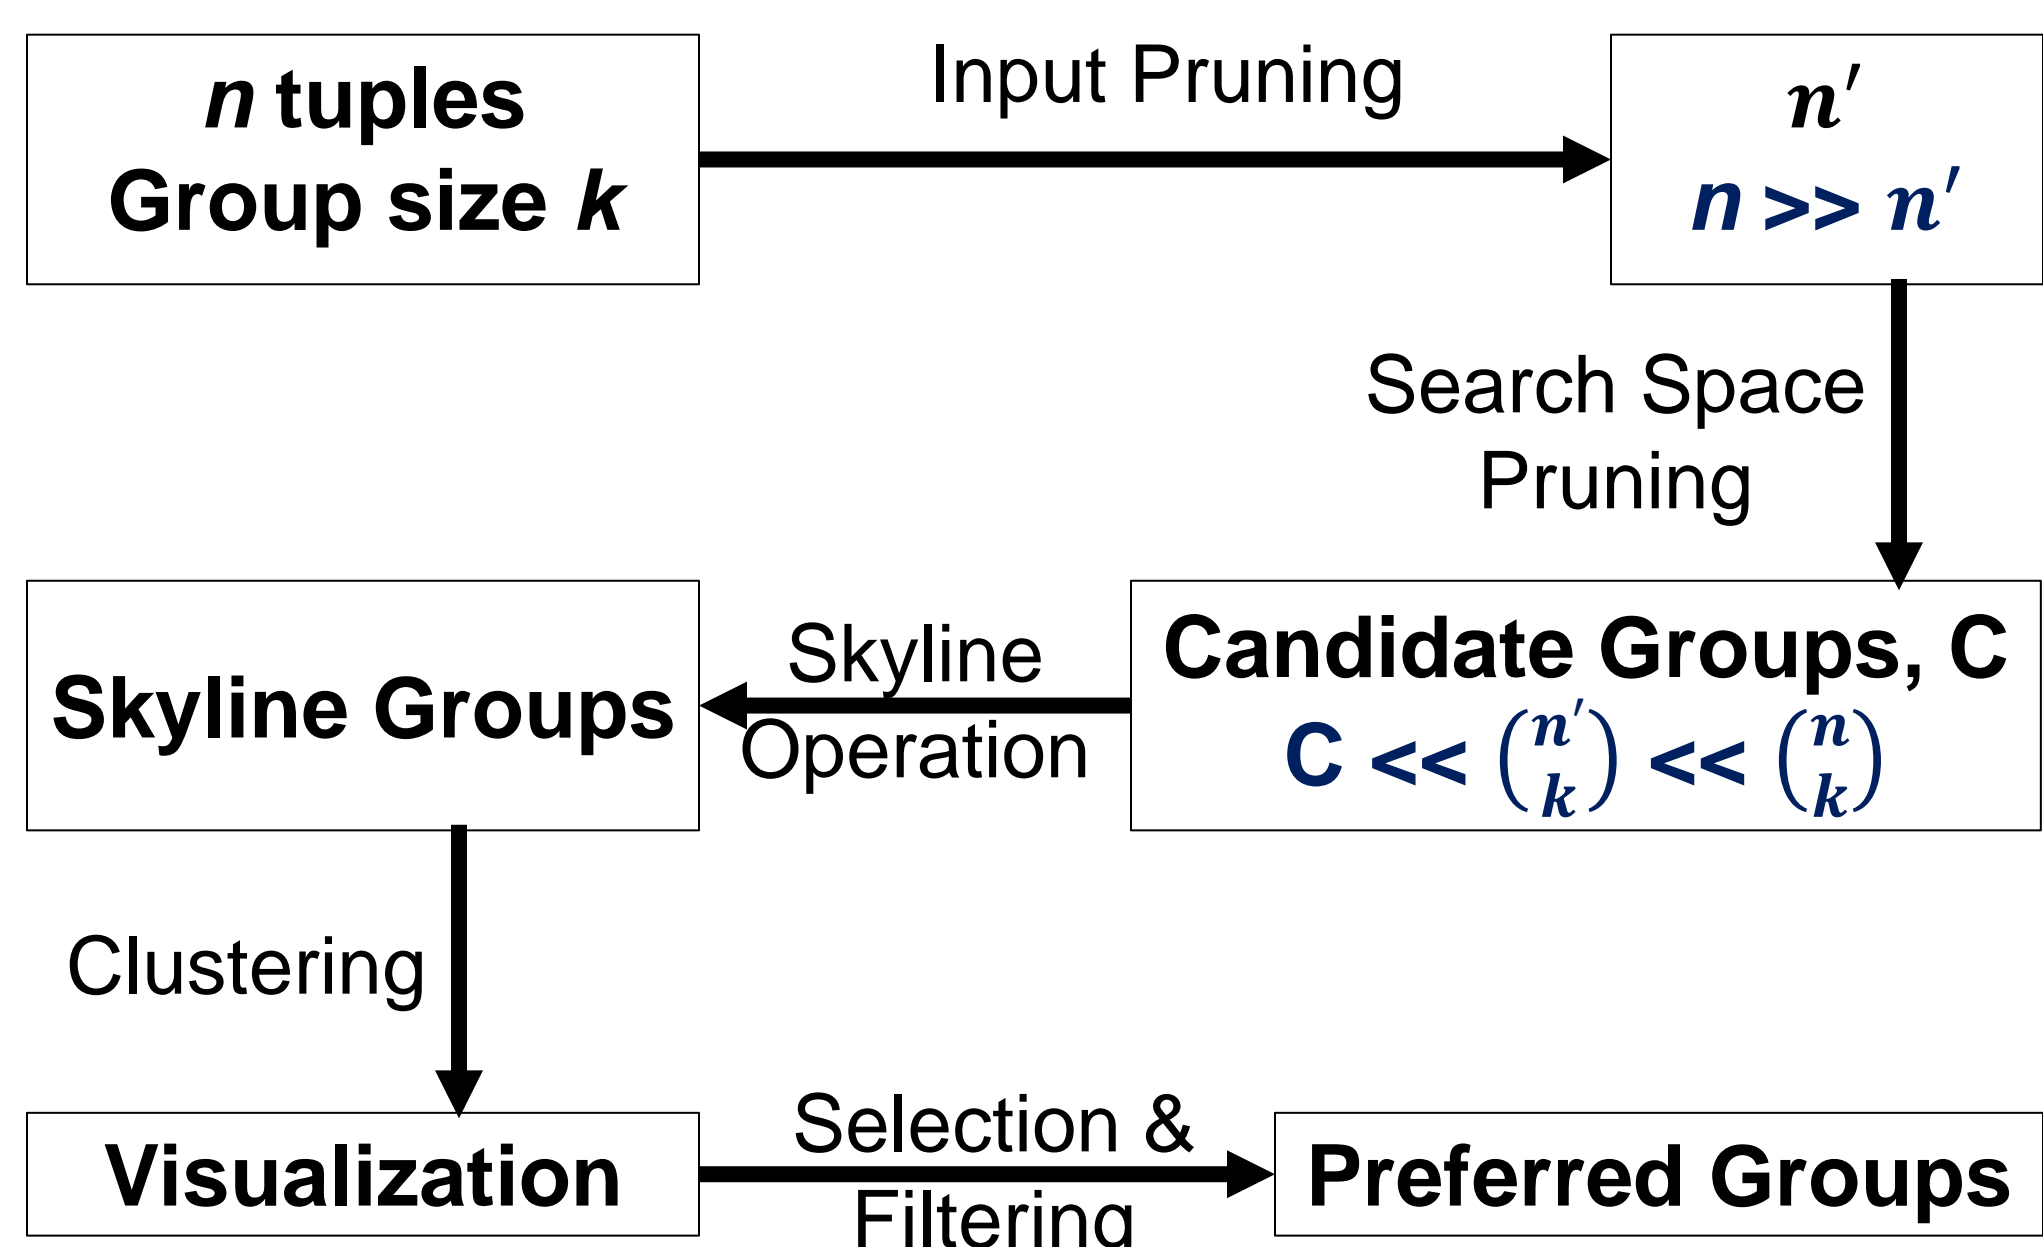 n tuples
Group size k
Input Pruning
n′
n >> n′
Search Space
Pruning
Candidate Groups, C
C << (n′ k) << (n k)
Skyline
Operation
Skyline Groups
Clustering
Visualization
Selection &
Filtering
Preferred Groups